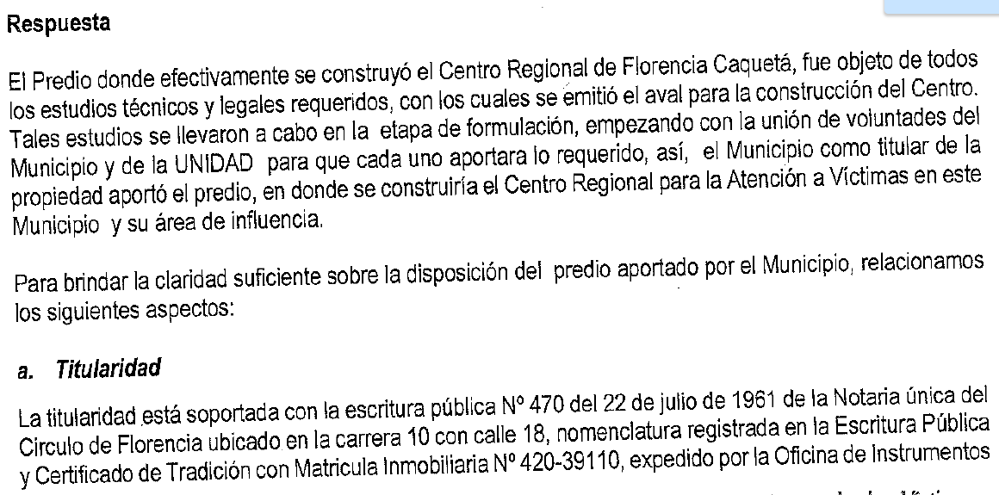 Respuesta
El Predio donde efectivamente se construyó el Centro Regional de Florencia Caquetá, fue objeto de todos
los estudios técnicos y legales requeridos, con los cuales se emitió el aval para la construcción del Centro.
Tales estudios se llevaron a cabo en la etapa de formulación, empezando con la unión de voluntades del
Municipio y de la UNIDAD para que cada uno aportara lo requerido, así, el Municipio como titular de la
propiedad aportó el predio, en donde se construiría el Centro Regional para la Atención a Víctimas en este
Municipio y su área de influencia.
Para brindar la claridad suficiente sobre la disposición del predio aportado por el Municipio, relacionamos
los siguientes aspectos:
a. Titularidad
La titularidad está soportada con la escritura pública Nº 470 del 22 de julio de 1961 de la Notaria única del
Circulo de Florencia ubicado en la carrera 10 con calle 18, nomenclatura registrada en la Escritura Pública
y Certificado de Tradición con Matricula Inmobiliaria Nº 420-39110, expedido por la Oficina de Instrumentos